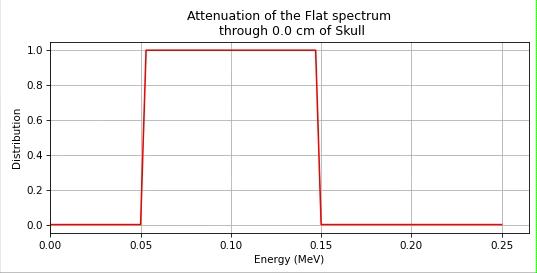 Attenuation of the Flat spectrum
through 0.0 cm of Skull
1.0
0.8
0.6
0.4
0.2
0.0
Distribution
0.00 0.05 0.10 0.15 0.20 0.25
Energy (MeV)